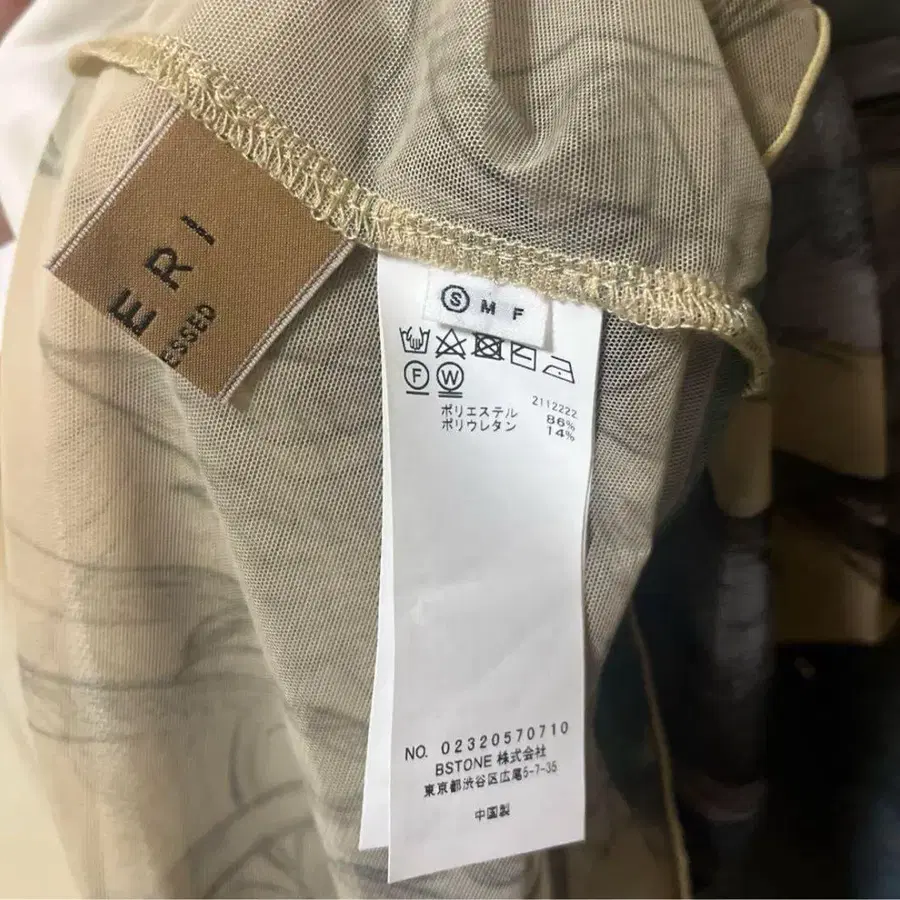 ERI
ESSED
Ⓢ M F
Ⓕ Ⓦ
2112222
ポリエステル 86%
ポリウレタン 14%
NO. 02320570710
BSTONE 株式会社
東京都渋谷区広尾5-7-35
中国製